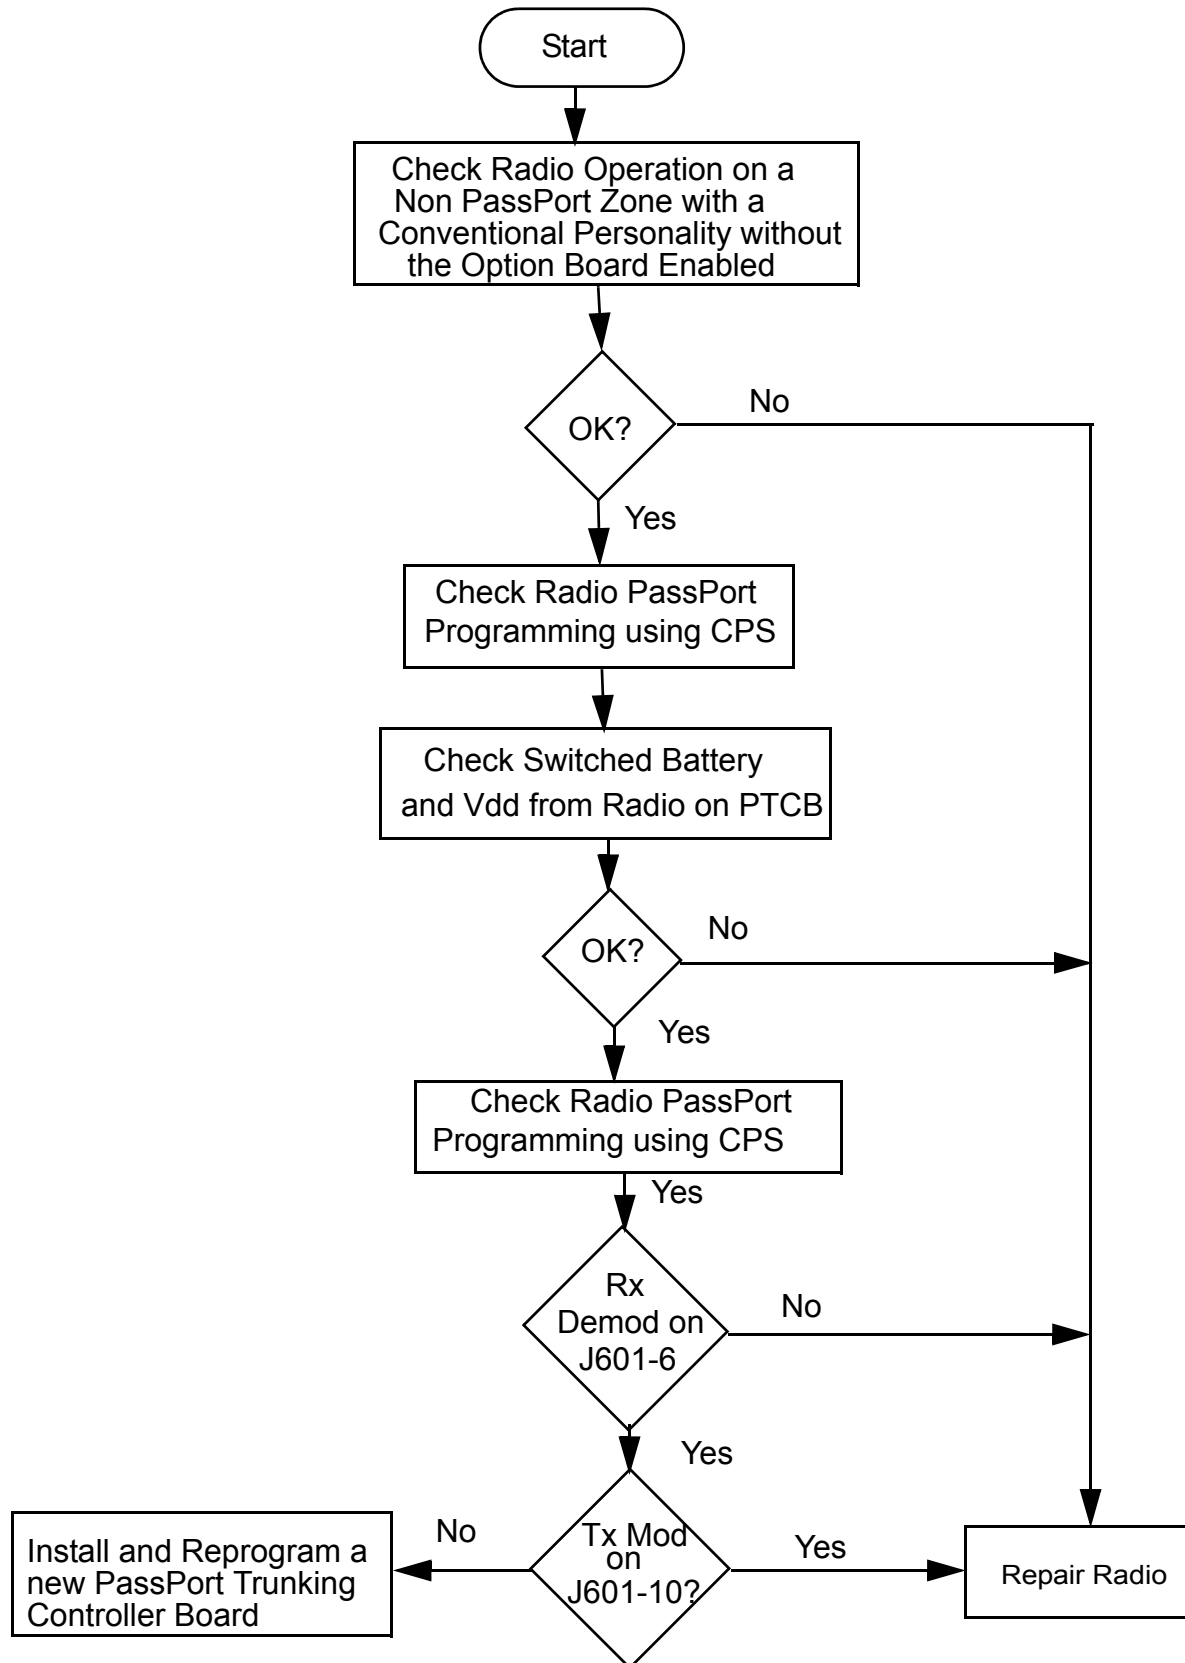 Start
Check Radio Operation on a
Non PassPort Zone with a
Conventional Personality without
the Option Board Enabled
OK?
No
Yes
Check Radio PassPort
Programming using CPS
Check Switched Battery
and Vdd from Radio on PTCB
OK?
No
Yes
Check Radio PassPort
Programming using CPS
Yes
Rx
Demod on
J601-6
No
Yes
Tx Mod
on
J601-10?
No
Yes
Install and Reprogram a
new PassPort Trunking
Controller Board
Repair Radio